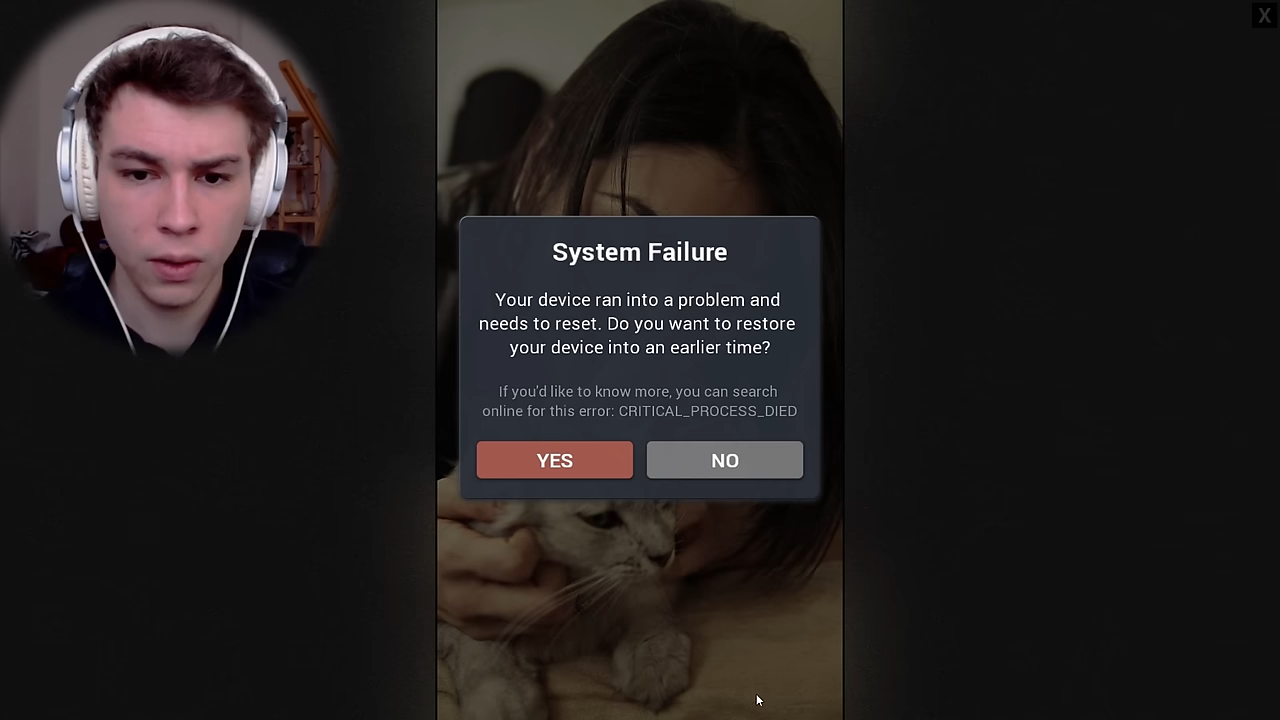 X
System Failure
Your device ran into a problem and
needs to reset. Do you want to restore
your device into an earlier time?
If you'd like to know more, you can search
online for this error: CRITICAL_PROCESS_DIED
YES NO